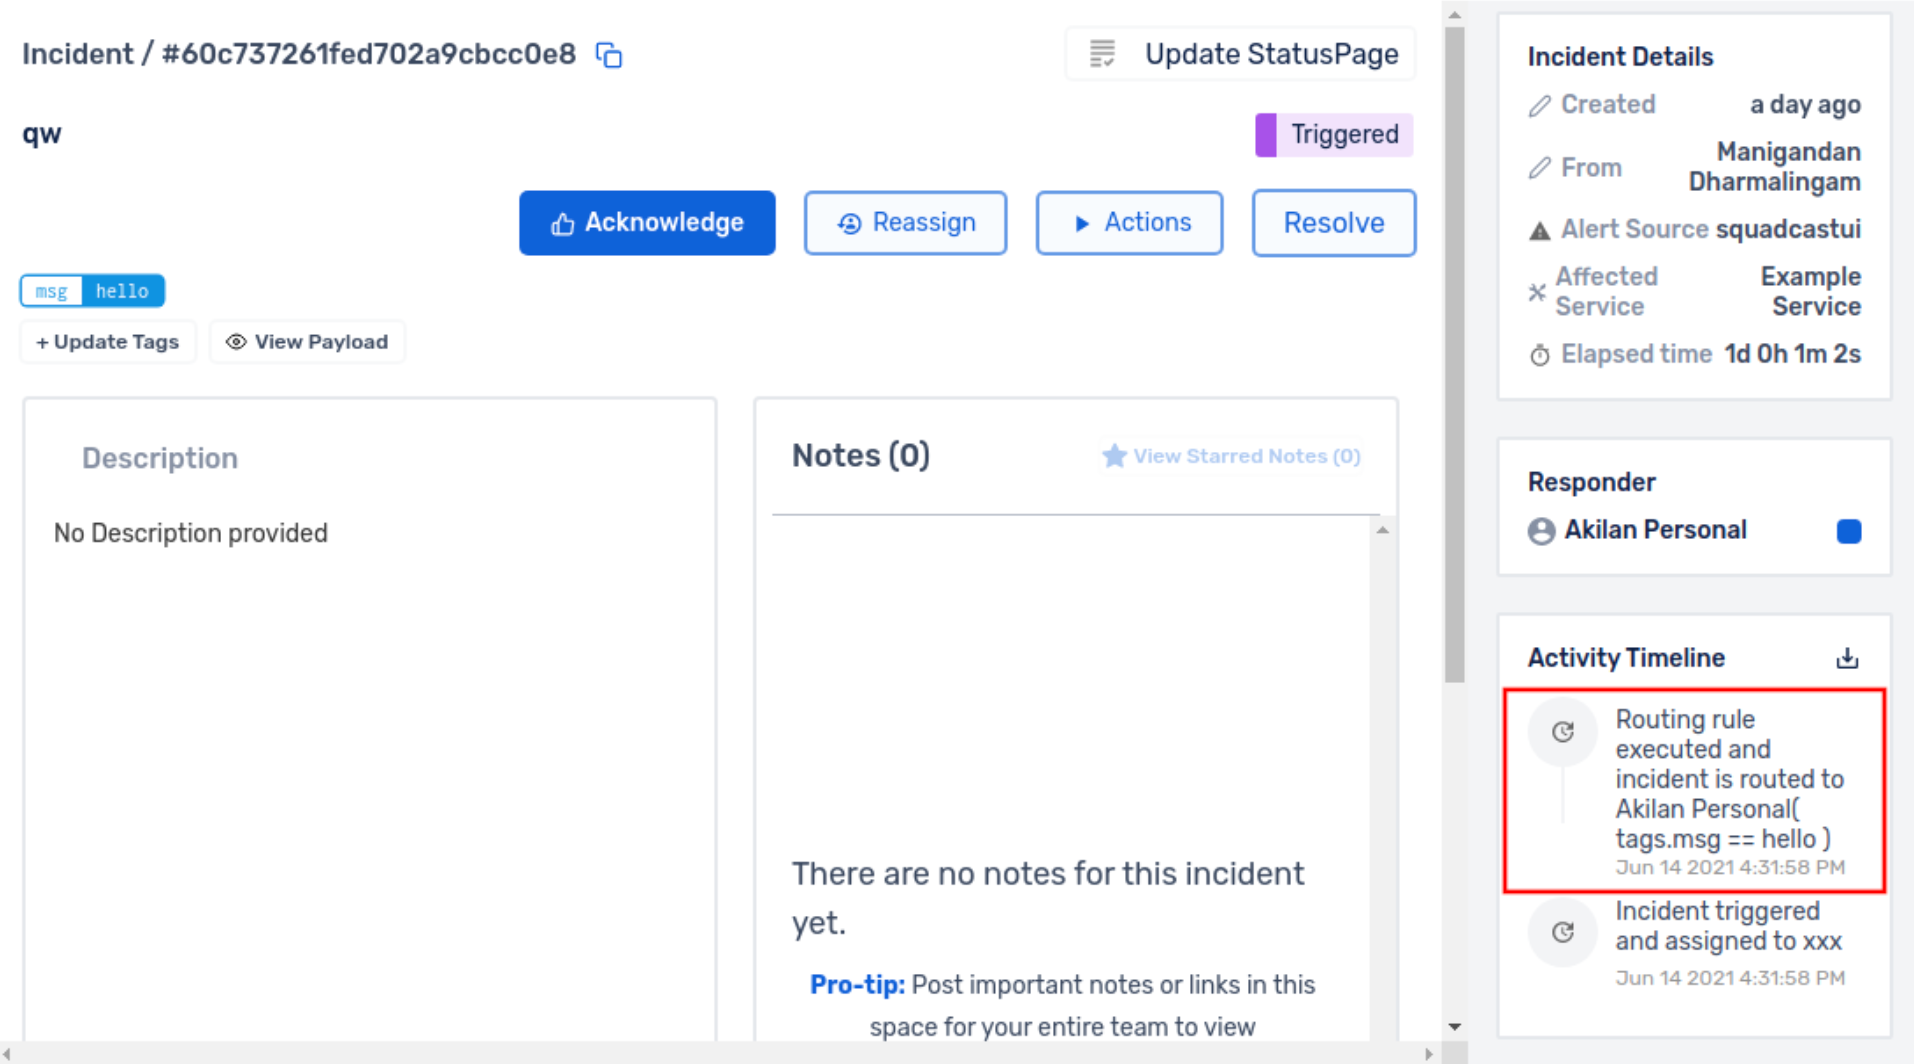 Incident / #60c737261fed702a9cbcc0e8
Update StatusPage
qw
Triggered
Acknowledge
Reassign
Actions
Resolve
msg hello
+ Update Tags
View Payload
Description
No Description provided
Notes (0)
View Starred Notes (0)
There are no notes for this incident
yet.
Pro-tip: Post important notes or links in this
space for your entire team to view
Incident Details
Created a day ago
From Manigandan
Dharmalingam
Alert Source squadcastui
Affected Example
Service Service
Elapsed time 1d 0h 1m 2s
Responder
Akilan Personal
Activity Timeline
Routing rule
executed and
incident is routed to
Akilan Personal(
tags.msg == hello )
Jun 14 2021 4:31:58 PM
Incident triggered
and assigned to xxx
Jun 14 2021 4:31:58 PM